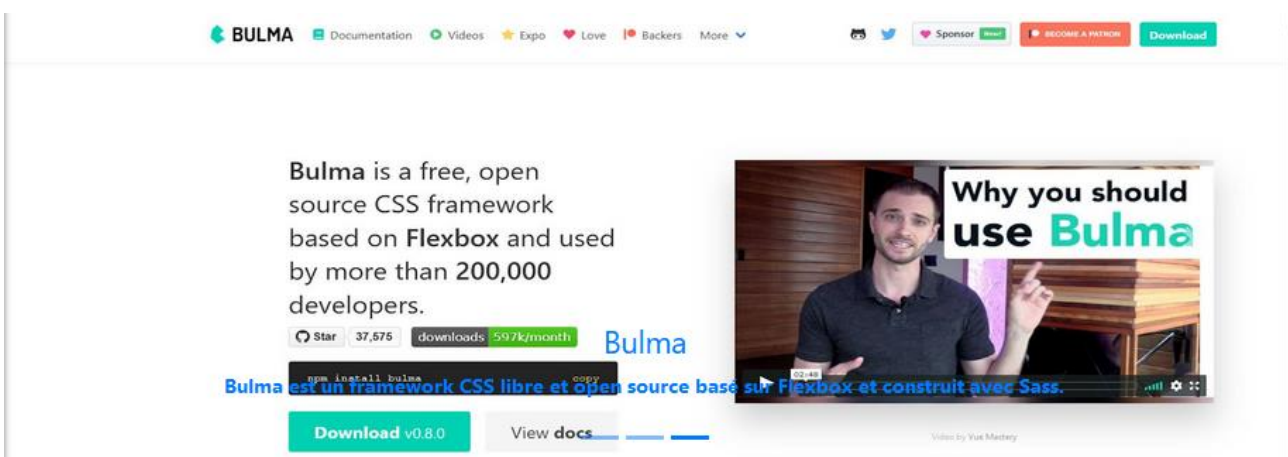 BULMA Documentation Videos Expo Love Backers More Sponsor New! BECOME A PATRON Download
Bulma is a free, open
source CSS framework
based on Flexbox and used
by more than 200,000
developers.
Star 37,575 downloads 597k/month
Bulma
npm install bulma copy
Bulma est un framework CSS libre et open source basé sur Flexbox et construit avec Sass.
Download v0.8.0 View docs
Why you should
use Bulma
02:48
Video by Vue Mastery